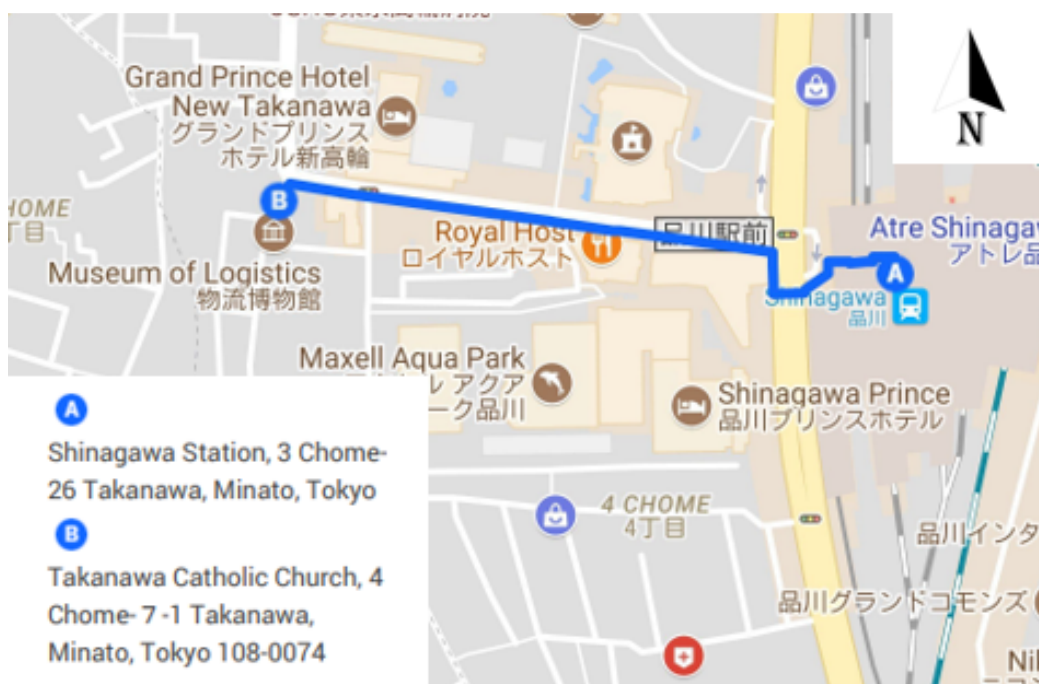 Grand Prince Hotel
New Takanawa
グランドプリンス
ホテル新高輪
N
HOME
丁目
B
Royal Host
ロイヤルホスト
品川駅前
Atre Shinagaw
アトレ品
A
Shinagawa
品川
Museum of Logistics
物流博物館
Maxell Aqua Park
ル アクア
ーク品川
Shinagawa Prince
品川プリンスホテル
A
Shinagawa Station, 3 Chome-
26 Takanawa, Minato, Tokyo
B
Takanawa Catholic Church, 4
Chome- 7 -1 Takanawa,
Minato, Tokyo 108-0074
4 CHOME
4丁目
品川インタ
品川グランドコモンズ
Nil